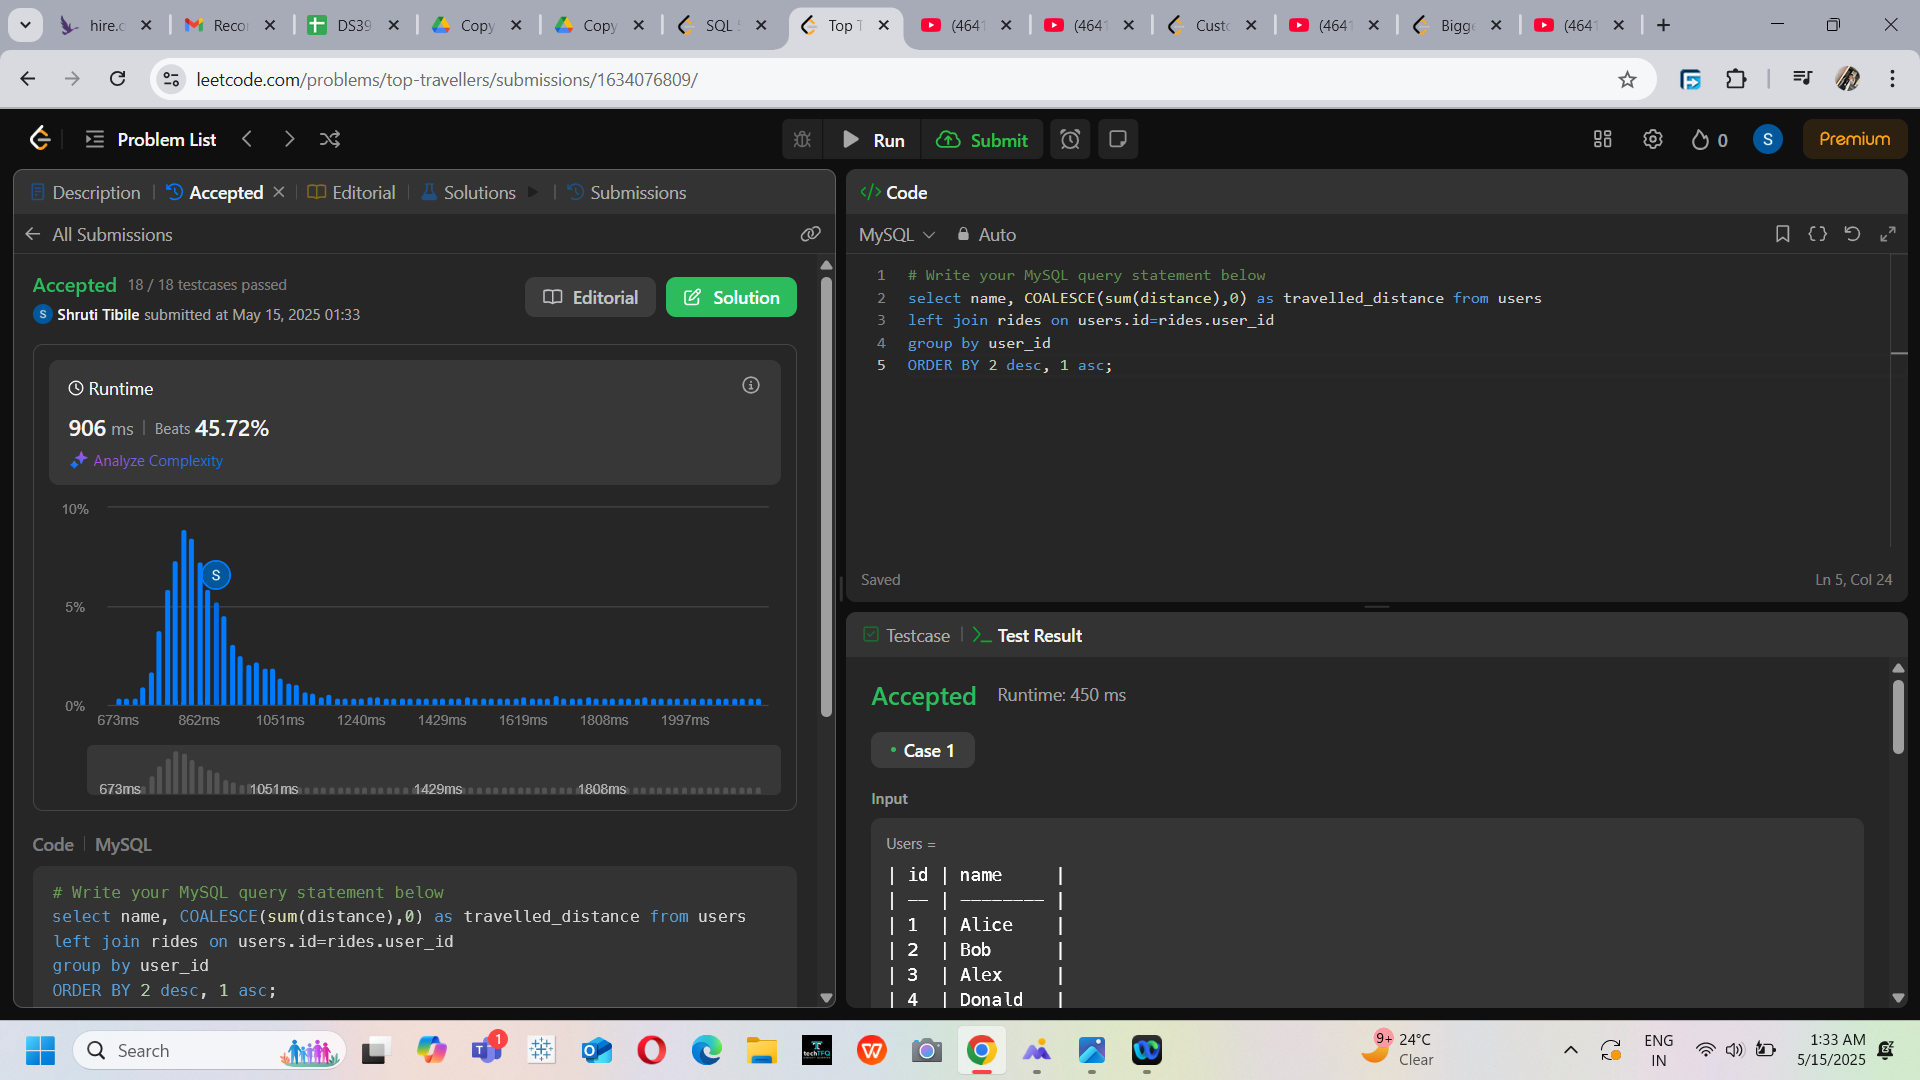 hire.c
Reco
DS39
Copy
Copy
SQL
Top T
(464
(464
Custo
(464
Bigge
(464
leetcode.com/problems/top-travellers/submissions/1634076809/
Problem List
Run
Submit
0
S
Premium
Description
Accepted
Editorial
Solutions
Submissions
All Submissions
Accepted 18 / 18 testcases passed
S Shruti Tibile submitted at May 15, 2025 01:33
Editorial
Solution
Runtime
906 ms Beats 45.72%
Analyze Complexity
10%
5%
0%
S
673ms 862ms 1051ms 1240ms 1429ms 1619ms 1808ms 1997ms
673ms 1051ms 1429ms 1808ms
Code MySQL
# Write your MySQL query statement below
select name, COALESCE(sum(distance),0) as travelled_distance from users
left join rides on users.id=rides.user_id
group by user_id
ORDER BY 2 desc, 1 asc;
</> Code
MySQL Auto
1 # Write your MySQL query statement below
2 select name, COALESCE(sum(distance),0) as travelled_distance from users
3 left join rides on users.id=rides.user_id
4 group by user_id
5 ORDER BY 2 desc, 1 asc;
Saved
Ln 5, Col 24
Testcase
Test Result
Accepted Runtime: 450 ms
Case 1
Input
Users =
| id | name |
| -- | -------- |
| 1 | Alice |
| 2 | Bob |
| 3 | Alex |
| 4 | Donald |
Search
1
techTFQ
9+
24°C
Clear
ENG
IN
1:33 AM
5/15/2025